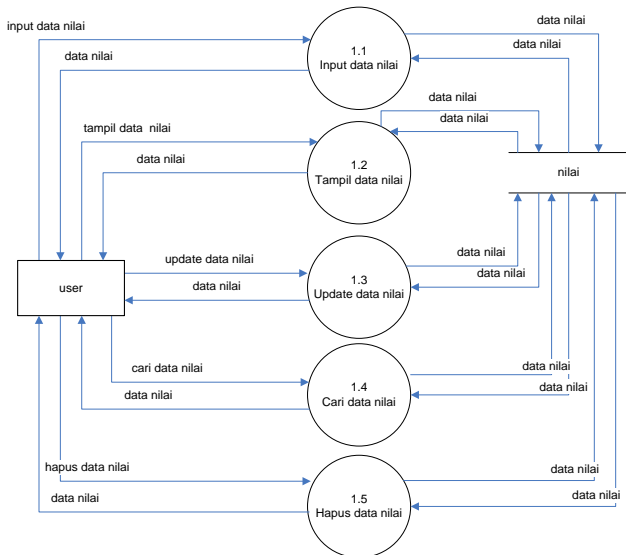 input data nilai
1.1
Input data nilai
data nilai
data nilai
data nilai
tampil data nilai
1.2
Tampil data nilai
data nilai
data nilai
data nilai
nilai
user
update data nilai
1.3
Update data nilai
data nilai
data nilai
data nilai
cari data nilai
1.4
Cari data nilai
data nilai
data nilai
data nilai
hapus data nilai
1.5
Hapus data nilai
data nilai
data nilai
data nilai